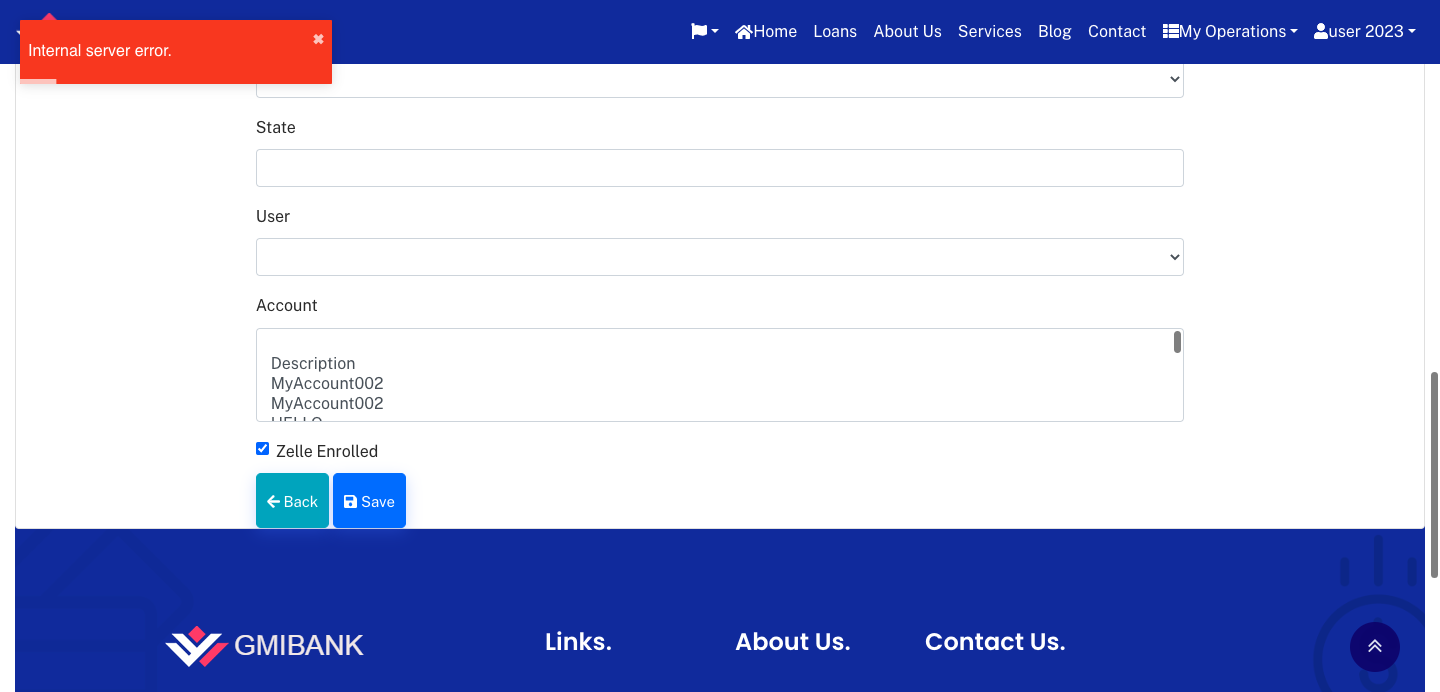 Internal server error.
✖
Home Loans About Us Services Blog Contact My Operations user 2023
State
User
Account
Description
MyAccount002
MyAccount002
HELLO
Zelle Enrolled
Back Save
GMIBANK Links. About Us. Contact Us.